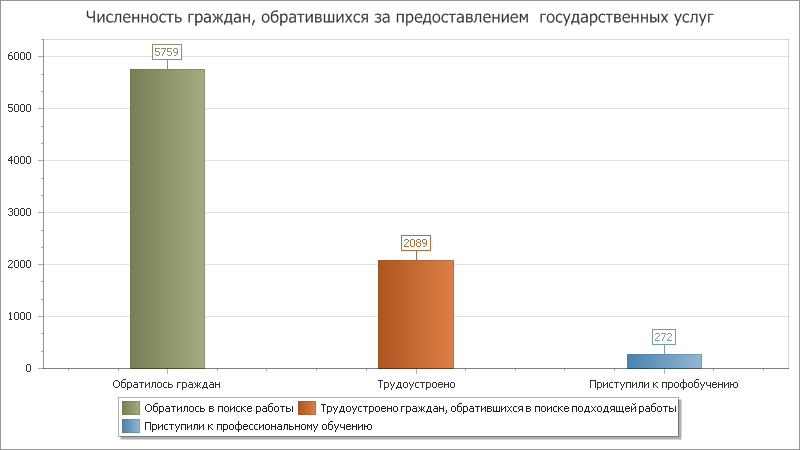 Численность граждан, обратившихся за предоставлением государственных услуг
6000
5000
4000
3000
2000
1000
0
5759
2089
272
Обратилось граждан
Трудоустроено
Приступили к профобучению
Обратилось в поиске работы
Трудоустроено граждан, обратившихся в поиске подходящей работы
Приступили к профессиональному обучению